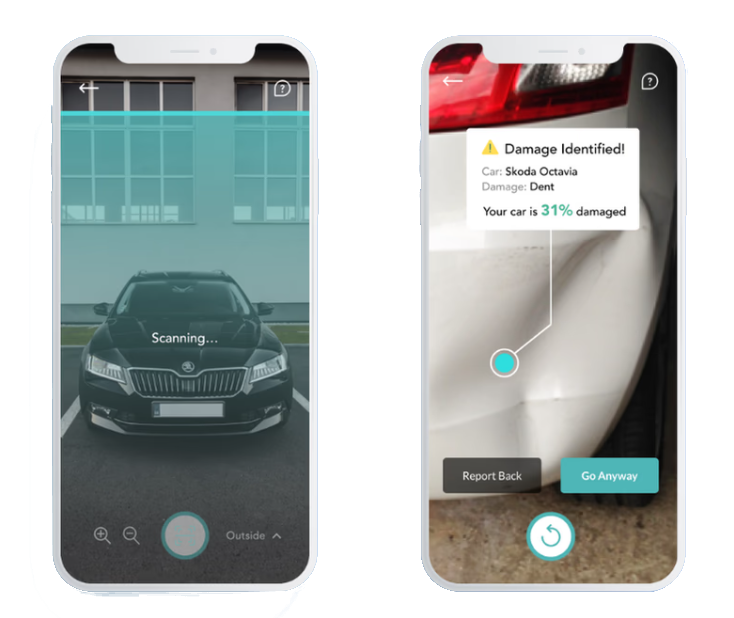 Scanning...
Outside
Damage Identified!
Car: Skoda Octavia
Damage: Dent
Your car is 31% damaged
Report Back
Go Anyway